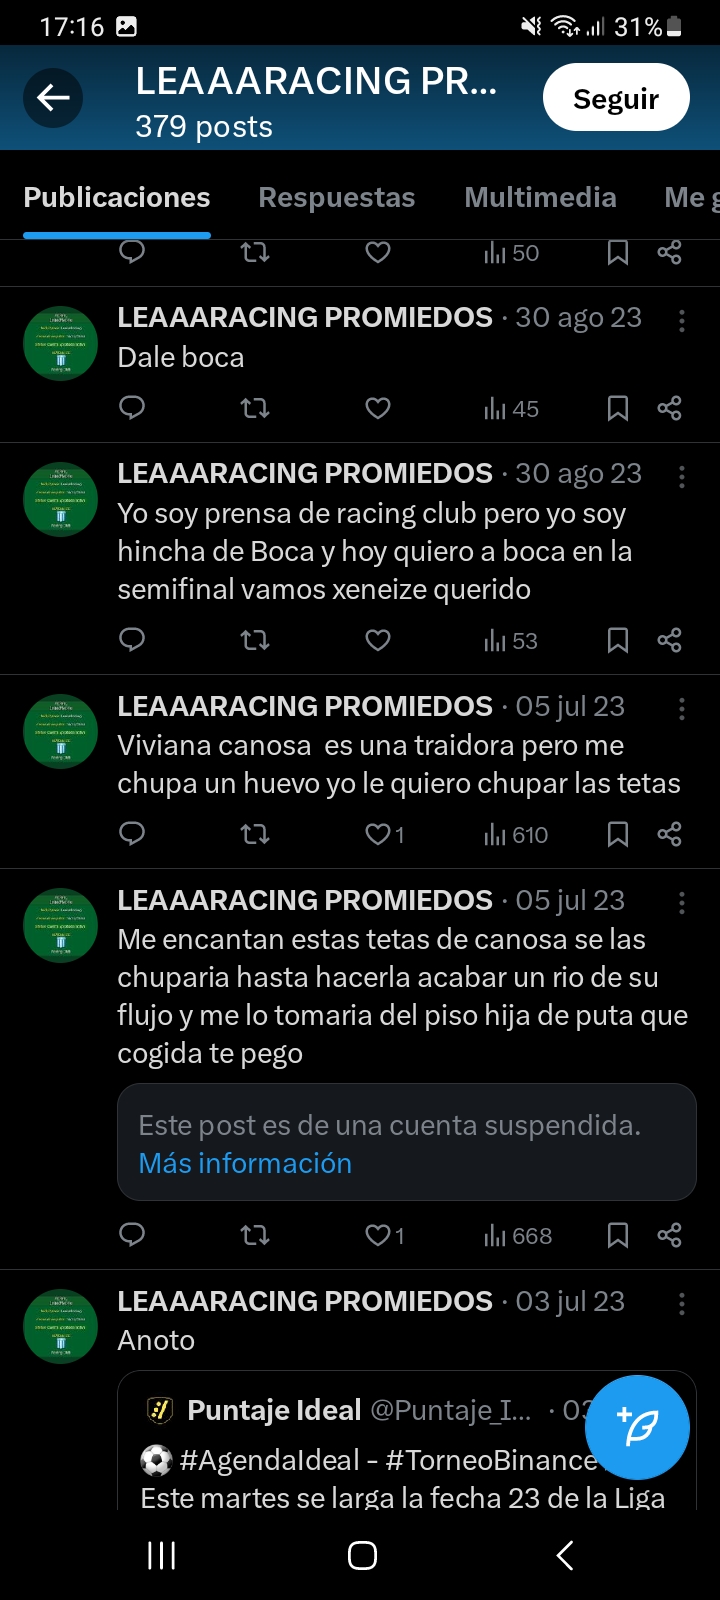 17:16
31%
LEAAARACING PR...
379 posts
Seguir
Publicaciones Respuestas Multimedia Me g
50
LEAAARACING PROMIEDOS · 30 ago 23
Dale boca
45
LEAAARACING PROMIEDOS · 30 ago 23
Yo soy prensa de racing club pero yo soy
hincha de Boca y hoy quiero a boca en la
semifinal vamos xeneize querido
53
LEAAARACING PROMIEDOS · 05 jul 23
Viviana canosa  es una traidora pero me
chupa un huevo yo le quiero chupar las tetas
1 610
LEAAARACING PROMIEDOS · 05 jul 23
Me encantan estas tetas de canosa se las
chuparia hasta hacerla acabar un rio de su
flujo y me lo tomaria del piso hija de puta que
cogida te pego
Este post es de una cuenta suspendida.
Más información
1 668
LEAAARACING PROMIEDOS · 03 jul 23
Anoto
Puntaje Ideal @Puntaje_I... · 03
#AgendaIdeal - #TorneoBinance
Este martes se larga la fecha 23 de la Liga